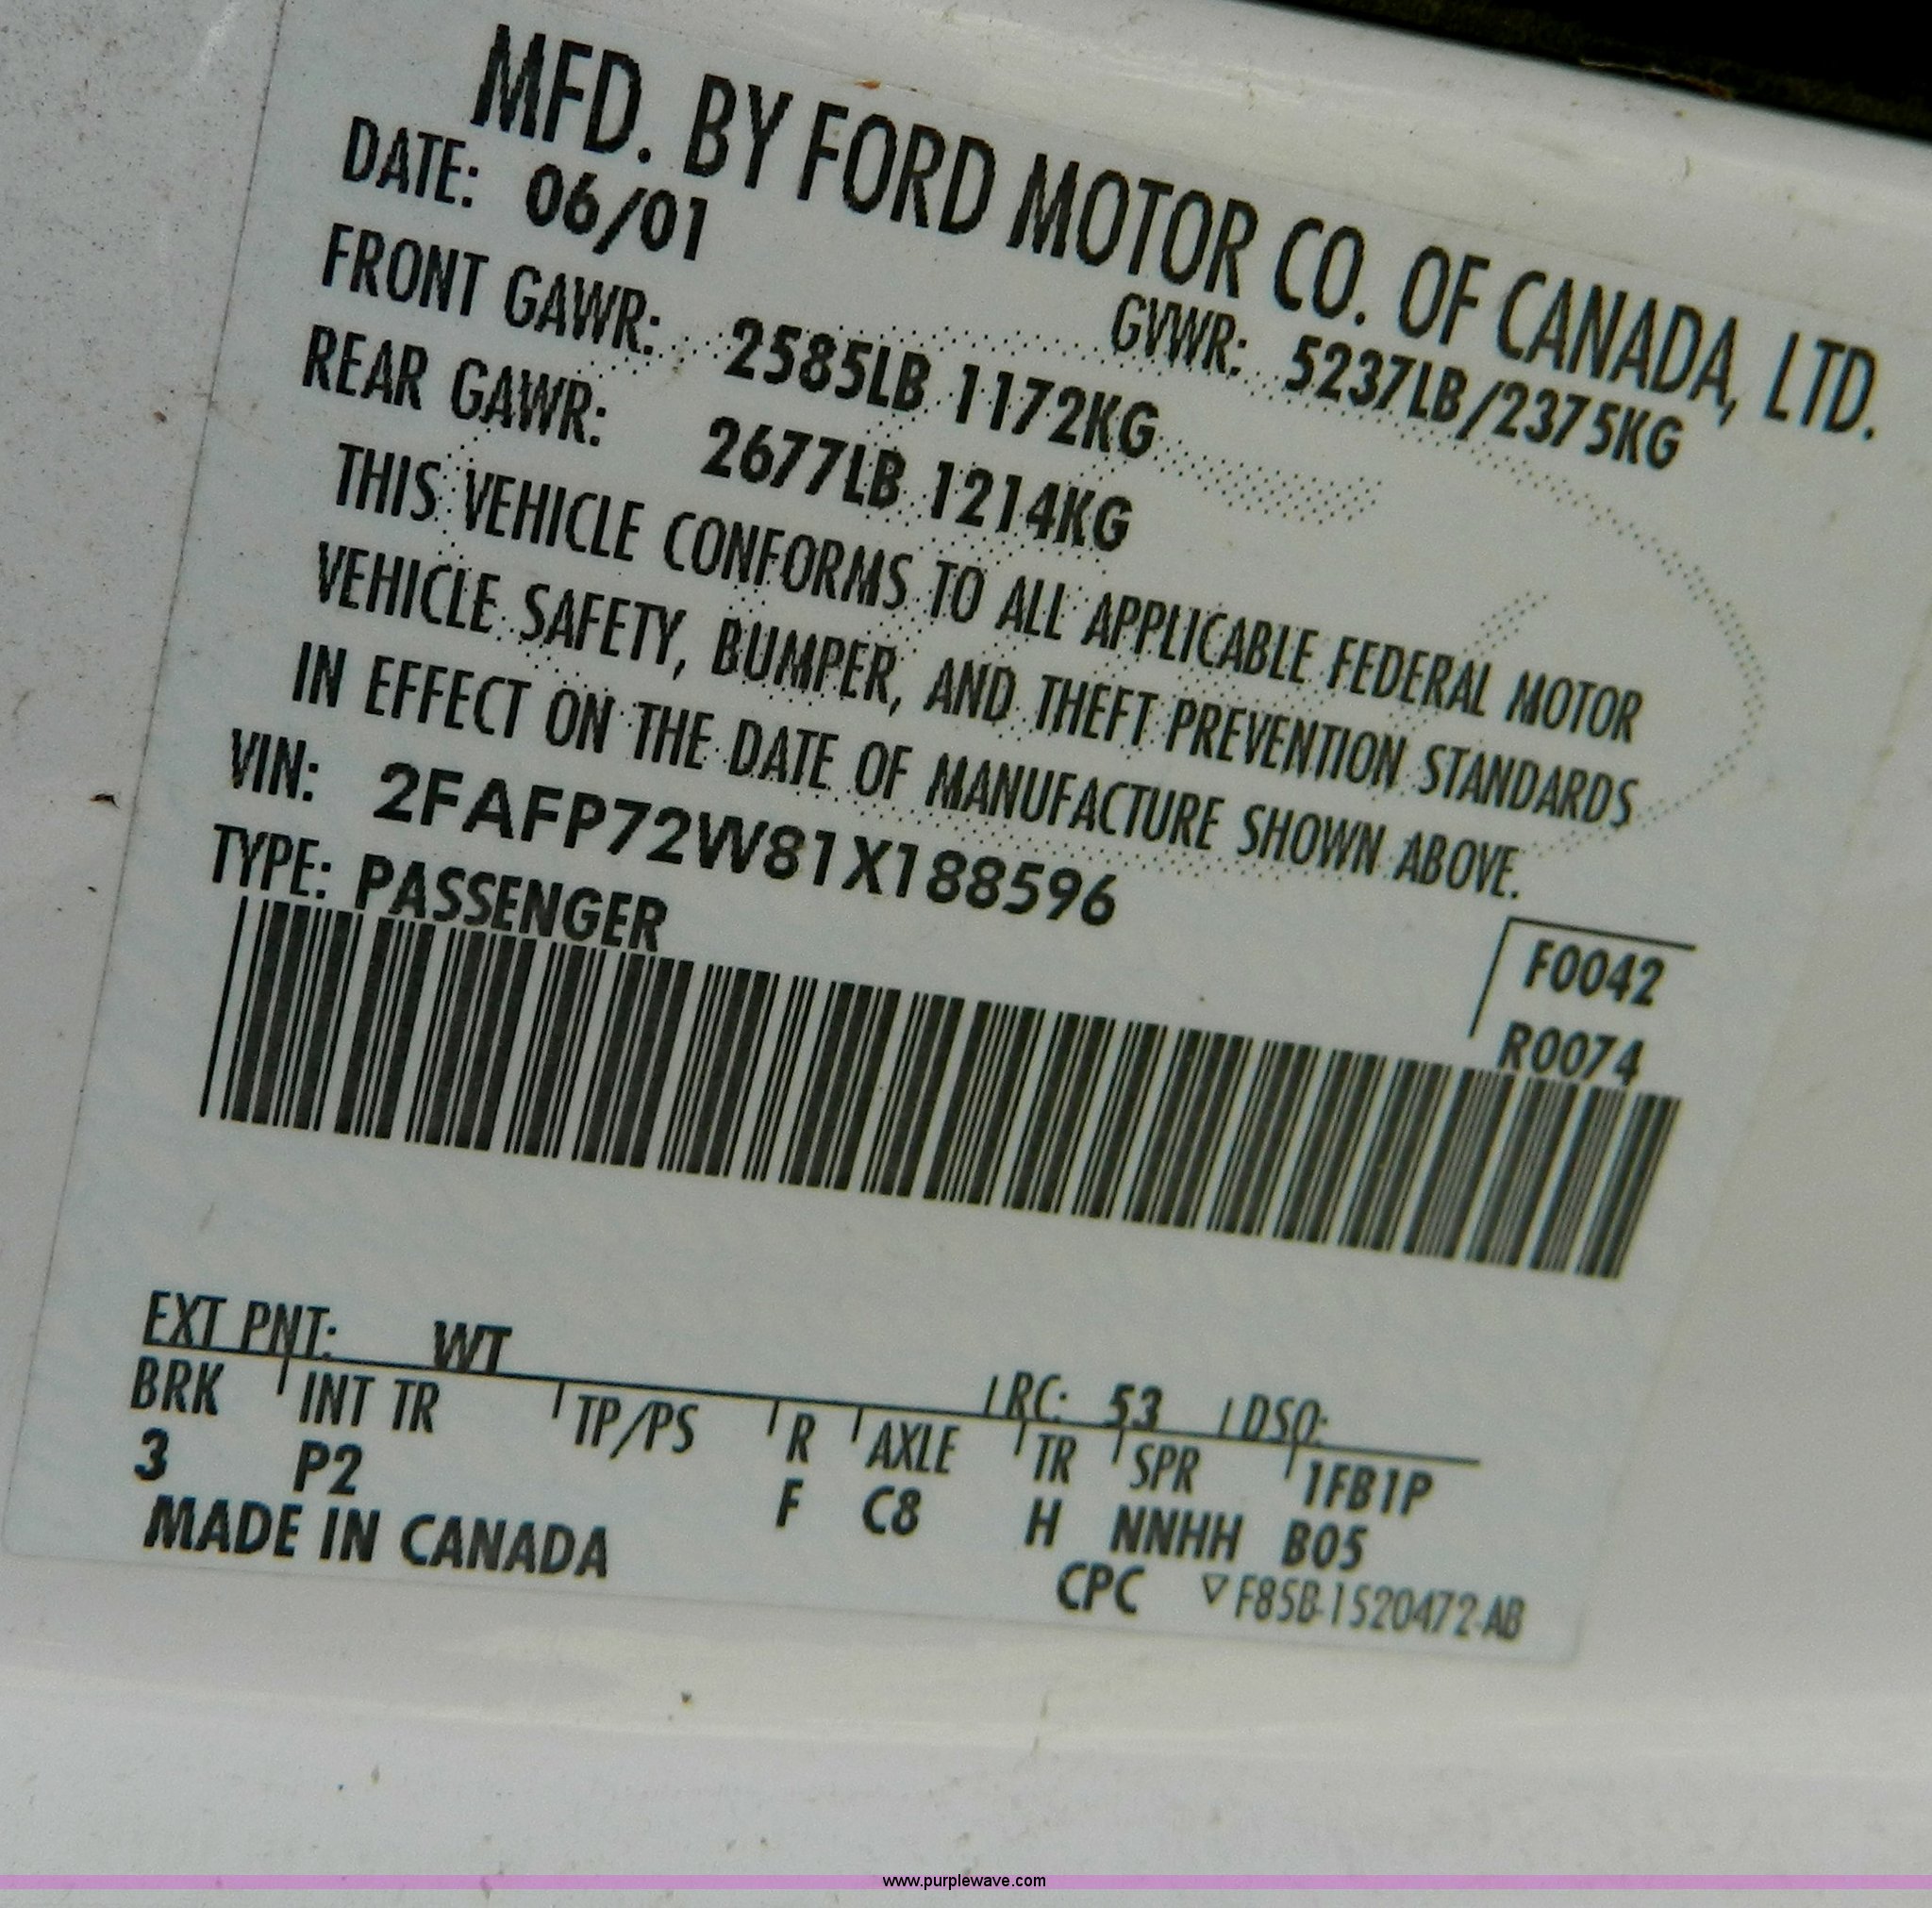 MFD. BY FORD MOTOR CO. OF CANADA, LTD.
DATE: 06/01
GVWR: 5237LB/2375KG
FRONT GAWR: 2585LB 1172KG
REAR GAWR: 2677LB 1214KG
THIS VEHICLE CONFORMS TO ALL APPLICABLE FEDERAL MOTOR
VEHICLE SAFETY, BUMPER, AND THEFT PREVENTION STANDARDS
IN EFFECT ON THE DATE OF MANUFACTURE SHOWN ABOVE.
VIN: 2FAFP72W81X188596
TYPE: PASSENGER
F0042
R0074
EXT PNT: WT RC: 53 DSO:
BRK INT TR TP/PS R AXLE TR SPR 1FB1P
3 P2 F C8 H NNHH B05
MADE IN CANADA CPC ▽F85B-1520472-AB
www.purplewave.com